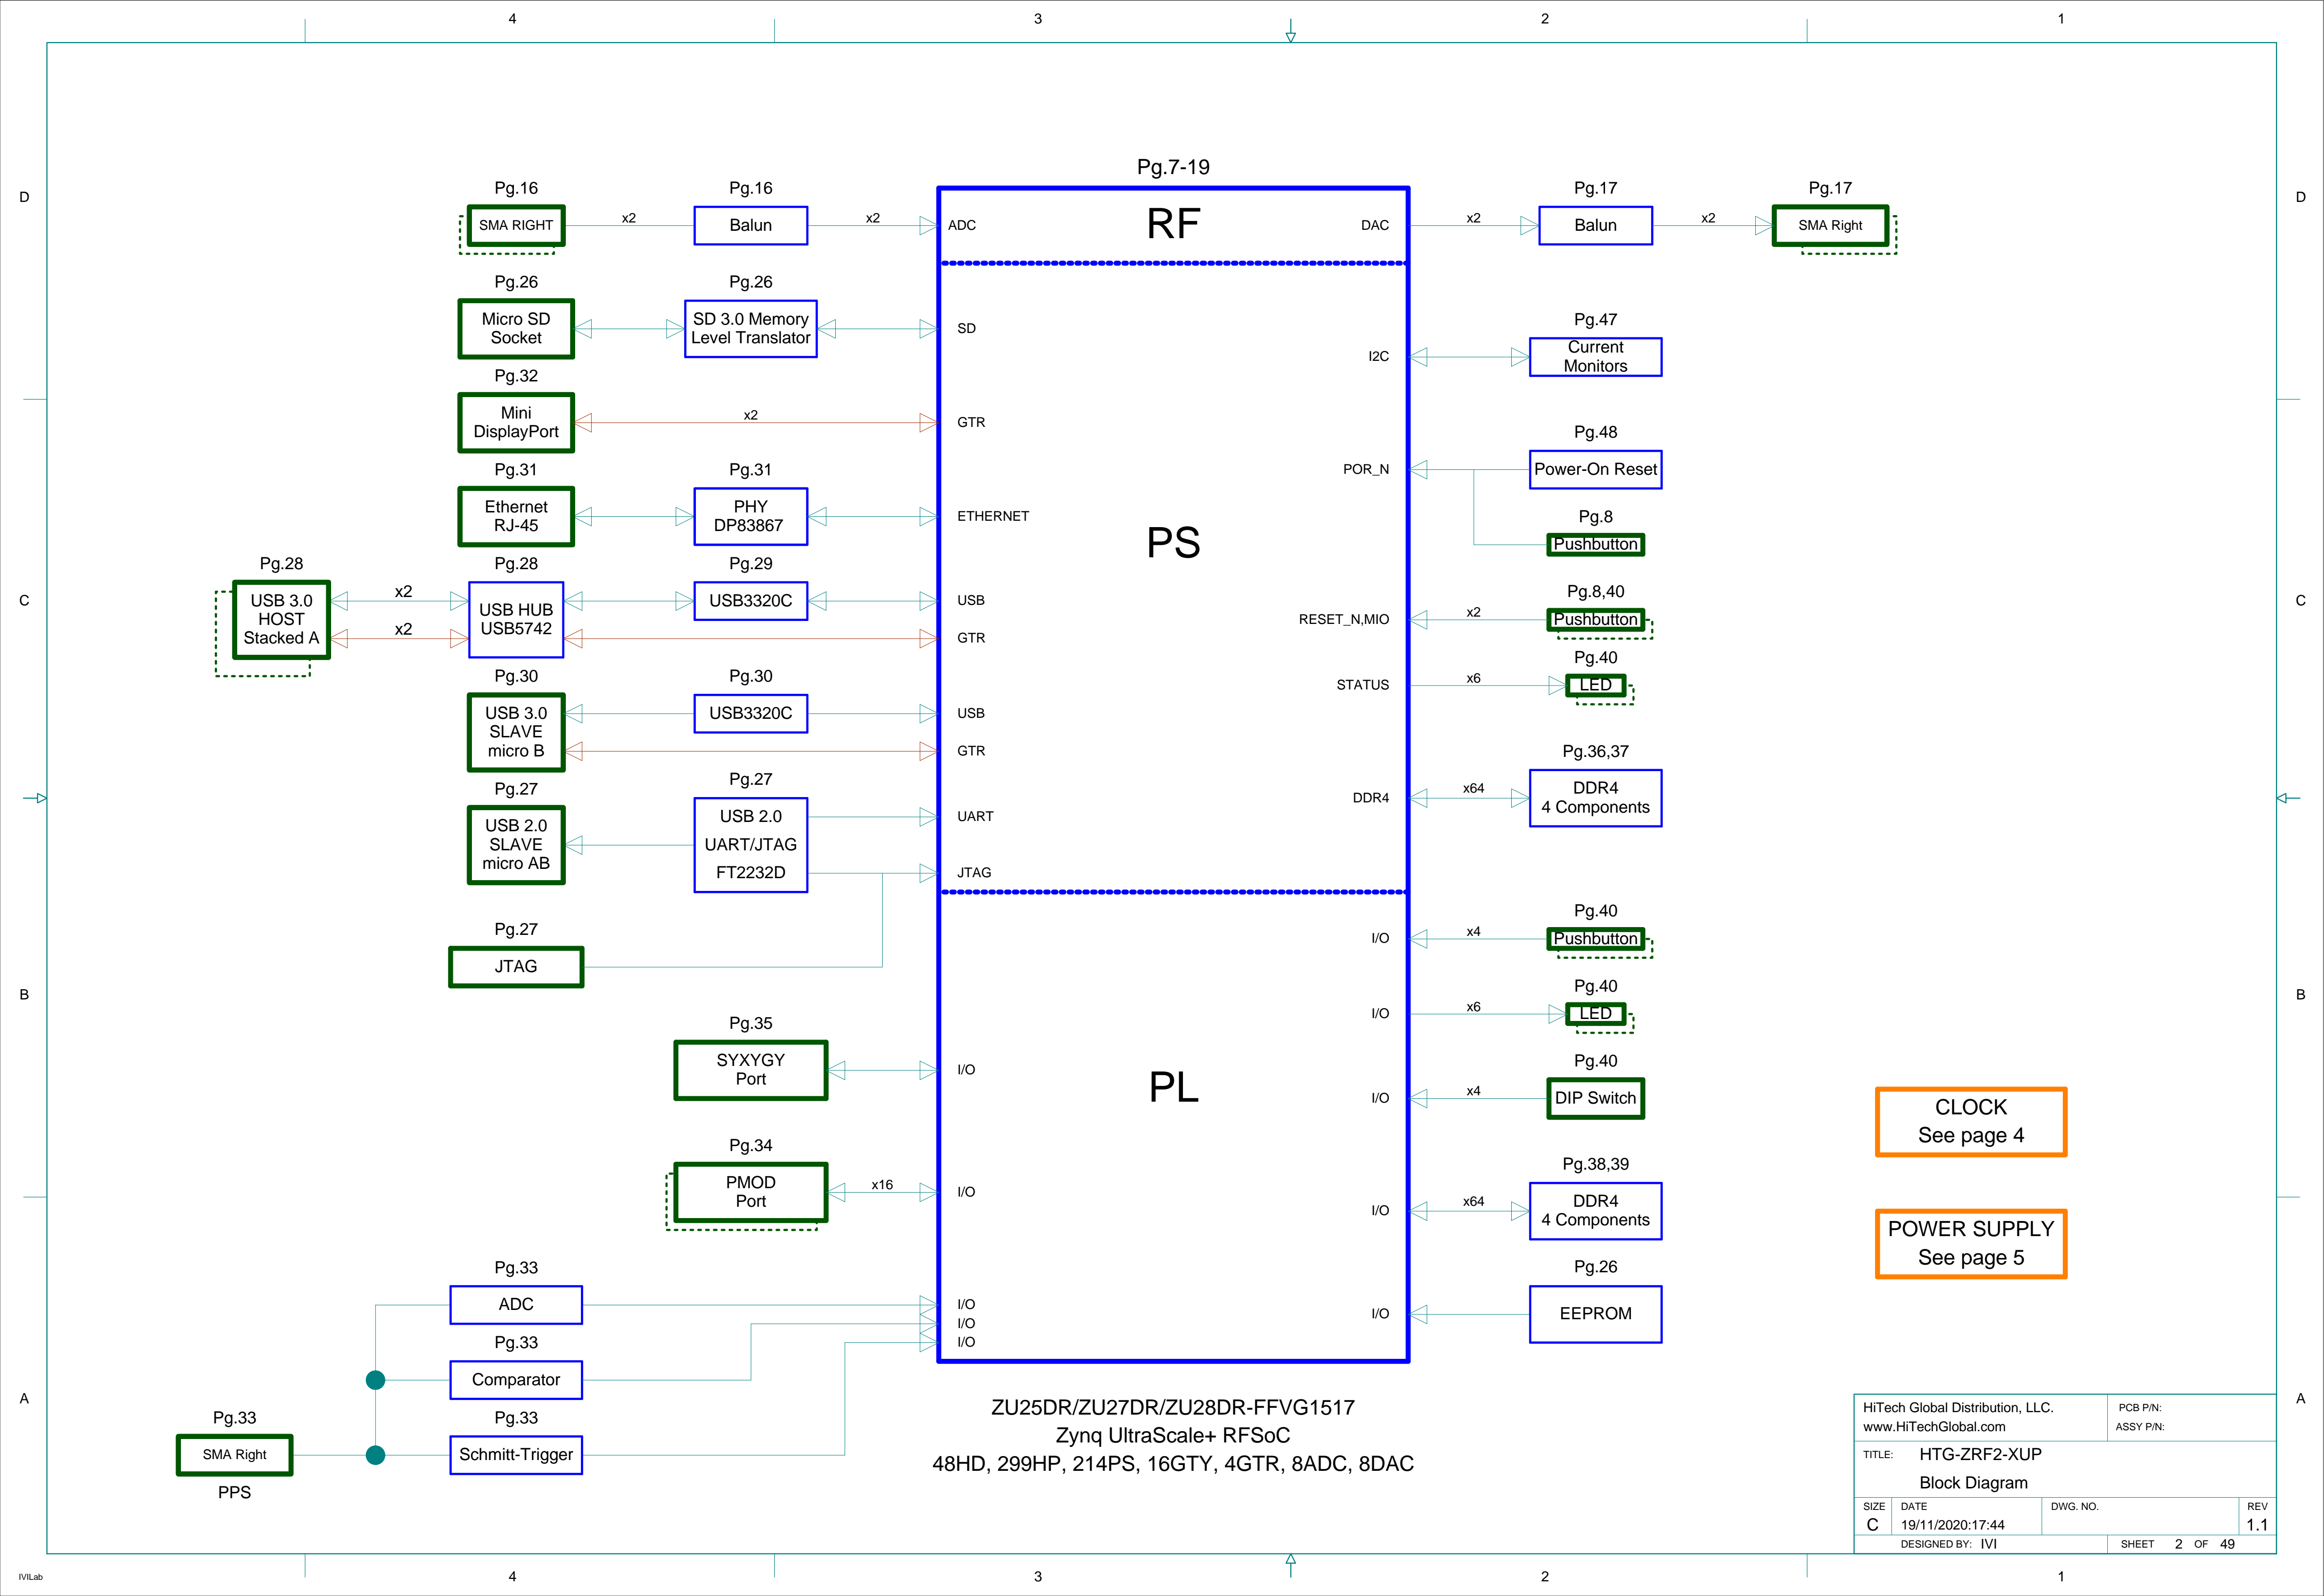 4 3 2 1
D D
Pg.7-19
Pg.16 Pg.16 Pg.17 Pg.17
SMA RIGHT x2 Balun x2 ADC RF DAC x2 Balun x2 SMA Right
Pg.26 Pg.26
Micro SD
Socket
SD 3.0 Memory
Level Translator
SD
Pg.47
I2C
Current
Monitors
Pg.32
Mini
DisplayPort
x2
GTR
Pg.48
POR_N
Power-On Reset
Pg.31 Pg.31
Ethernet
RJ-45
PHY
DP83867
ETHERNET
PS
Pg.8
Pushbutton
Pg.28 Pg.28 Pg.29
C C
USB 3.0
HOST
Stacked A
x2
x2
USB HUB
USB5742
USB3320C
USB
GTR
Pg.8,40
RESET_N,MIO x2 Pushbutton
Pg.40
STATUS x6 LED
Pg.30 Pg.30
USB 3.0
SLAVE
micro B
USB3320C
USB
GTR
Pg.36,37
DDR4 x64
DDR4
4 Components
Pg.27 Pg.27
USB 2.0
SLAVE
micro AB
USB 2.0
UART/JTAG
FT2232D
UART
JTAG
Pg.27
JTAG
Pg.40
I/O x4 Pushbutton
B B
Pg.40
I/O x6 LED
Pg.35
SYXYGY
Port
I/O
PL
Pg.40
I/O x4 DIP Switch
CLOCK
See page 4
Pg.34
PMOD
Port
x16
I/O
Pg.38,39
I/O x64
DDR4
4 Components
POWER SUPPLY
See page 5
Pg.33
ADC
I/O
I/O
I/O
Pg.26
I/O EEPROM
Pg.33
Comparator
A A
Pg.33 Pg.33
SMA Right Schmitt-Trigger
PPS
ZU25DR/ZU27DR/ZU28DR-FFVG1517
Zynq UltraScale+ RFSoC
48HD, 299HP, 214PS, 16GTY, 4GTR, 8ADC, 8DAC
HiTech Global Distribution, LLC. PCB P/N:
www.HiTechGlobal.com ASSY P/N:
TITLE: HTG-ZRF2-XUP
Block Diagram
SIZE DATE DWG. NO. REV
C 19/11/2020:17:44 1.1
DESIGNED BY: IVI SHEET 2 OF 49
IVILab 4 3 2 1